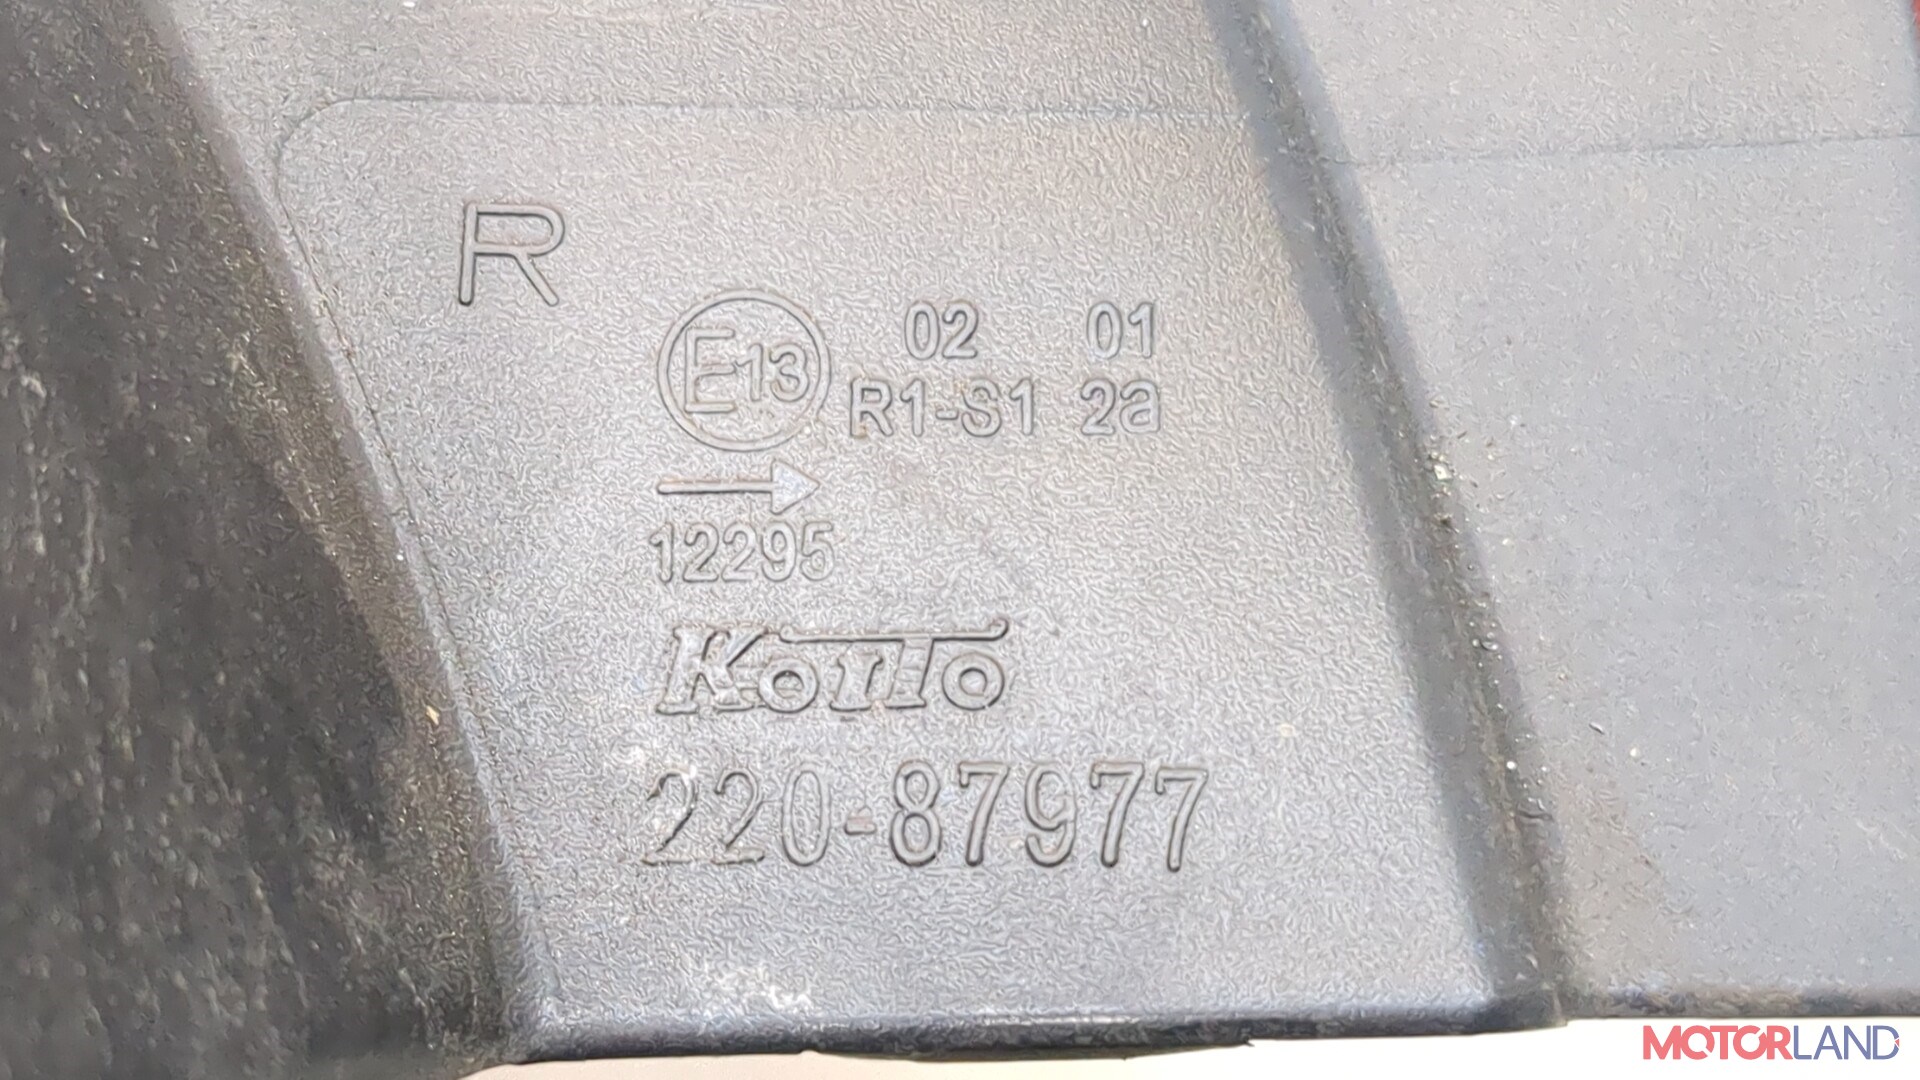 R
E13
02 01
R1-S1 2a
12295
KOITO
220-87977
MOTORLAND